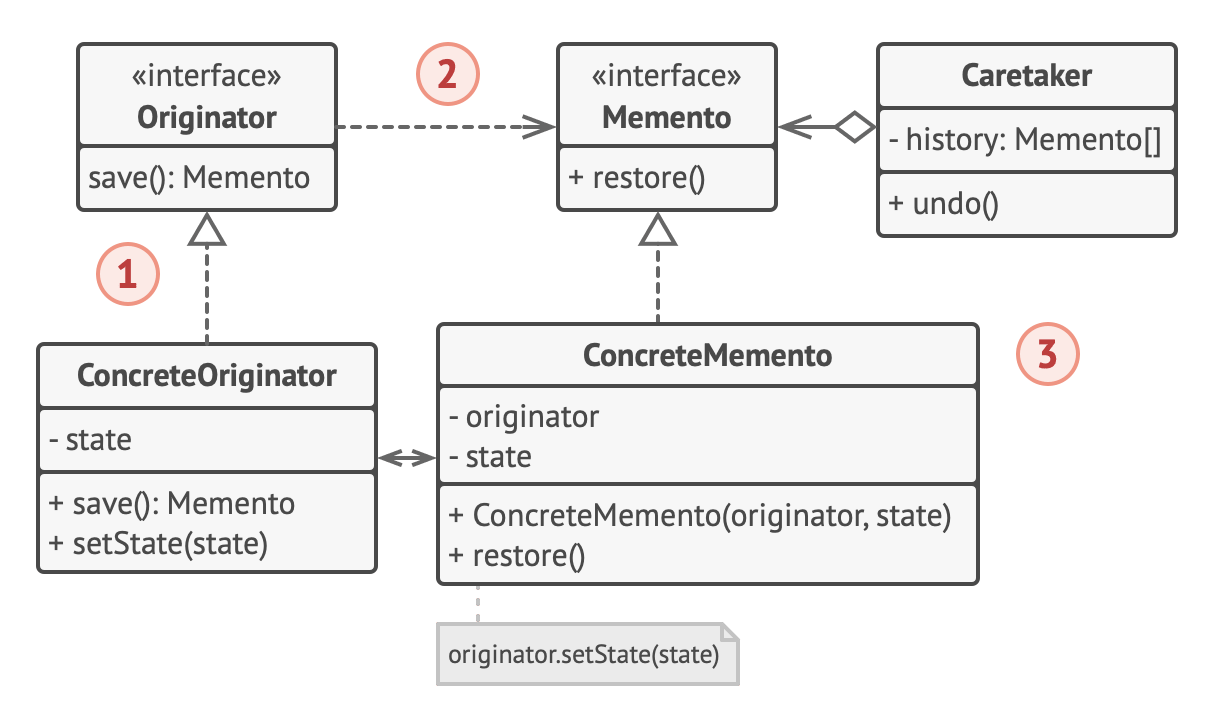 «interface»
Originator
save(): Memento
2
«interface»
Memento
+ restore()
Caretaker
- history: Memento[]
+ undo()
1
ConcreteOriginator
- state
+ save(): Memento
+ setState(state)
ConcreteMemento
- originator
- state
+ ConcreteMemento(originator, state)
+ restore()
3
originator.setState(state)